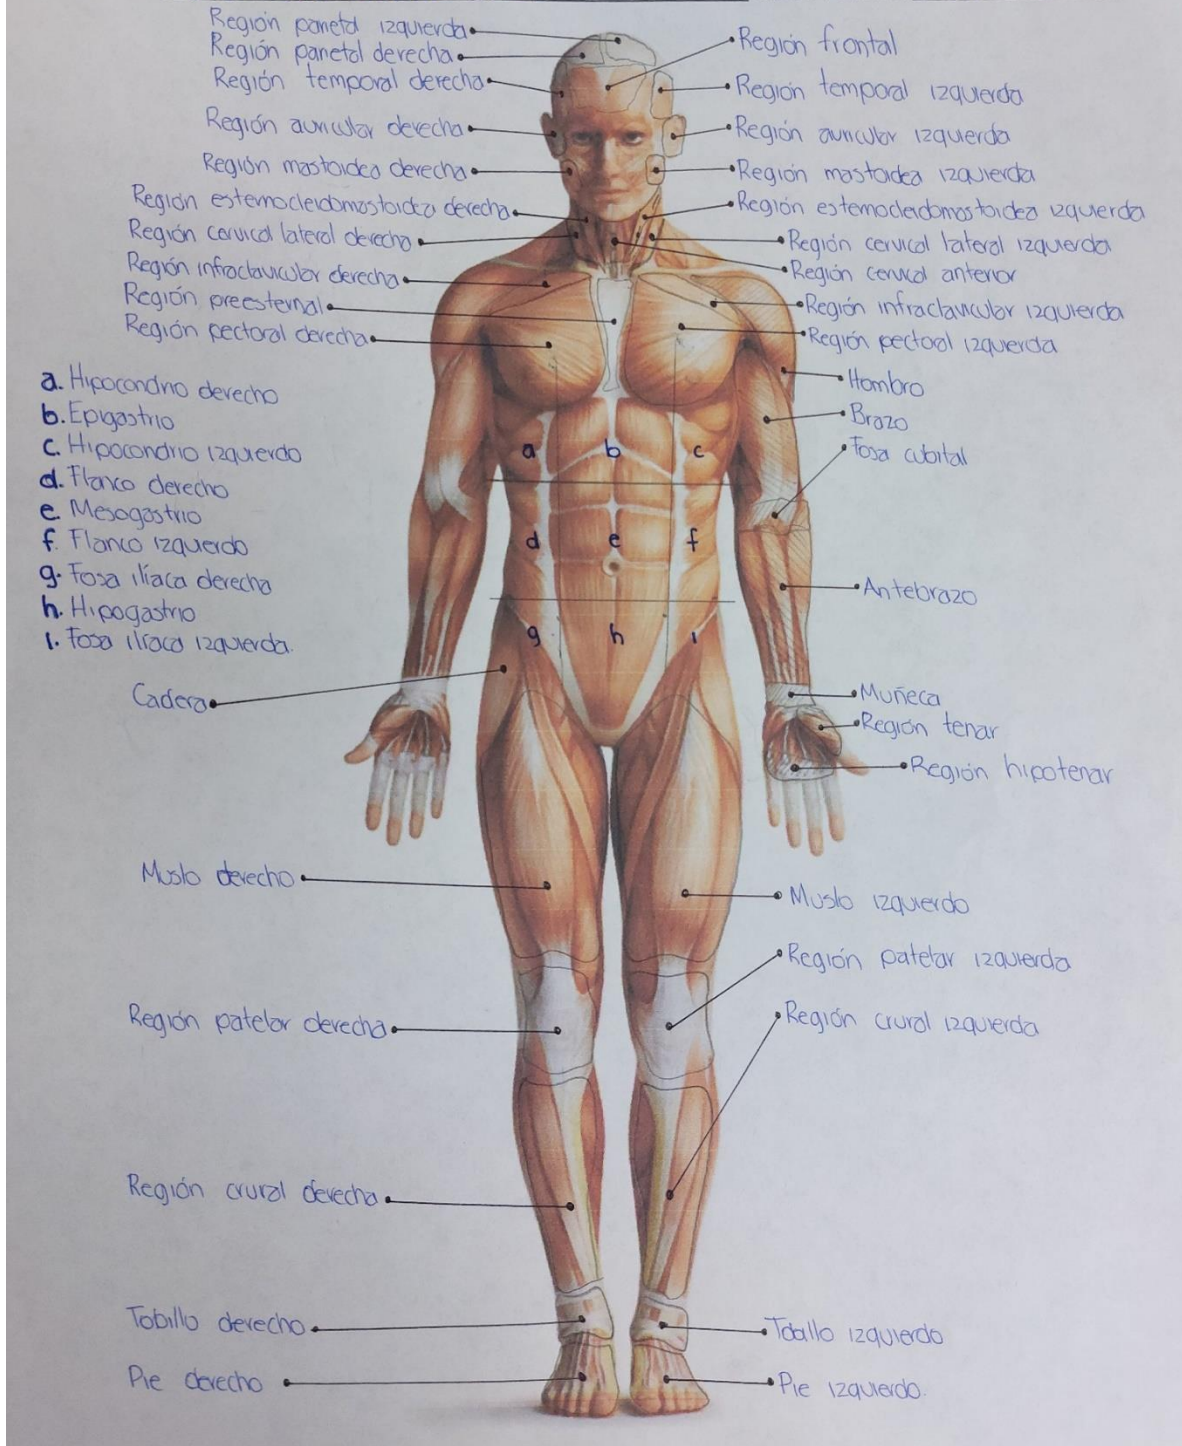 Región parietal izquierda
Región parietal derecha
Región temporal derecha
Región auricular derecha
Región mastoidea derecha
Región esternocleidomastoidea derecha
Región cervical lateral derecha
Región infraclavicular derecha
Región preesternal
Región pectoral derecha
Región frontal
Región temporal izquierda
Región auricular izquierda
Región mastoidea izquierda
Región esternocleidomastoidea izquierda
Región cervical lateral izquierda
Región cervical anterior
Región infraclavicular izquierda
Región pectoral izquierda
Hombro
Brazo
Fosa cubital
a. Hipocondrio derecho
b. Epigastrio
c. Hipocondrio izquierdo
d. Flanco derecho
e. Mesogastrio
f. Flanco izquierdo
g. Fosa ilíaca derecha
h. Hipogastrio
i. Fosa ilíaca izquierda.
a b c
d e f
g h i
Antebrazo
Cadera
Muñeca
Región tenar
Región hipotenar
Muslo derecho
Muslo izquierdo
Región patelar izquierda
Región patelar derecha
Región crural izquierda
Región crural derecha
Tobillo derecho
Tobillo izquierdo
Pie derecho
Pie izquierdo.